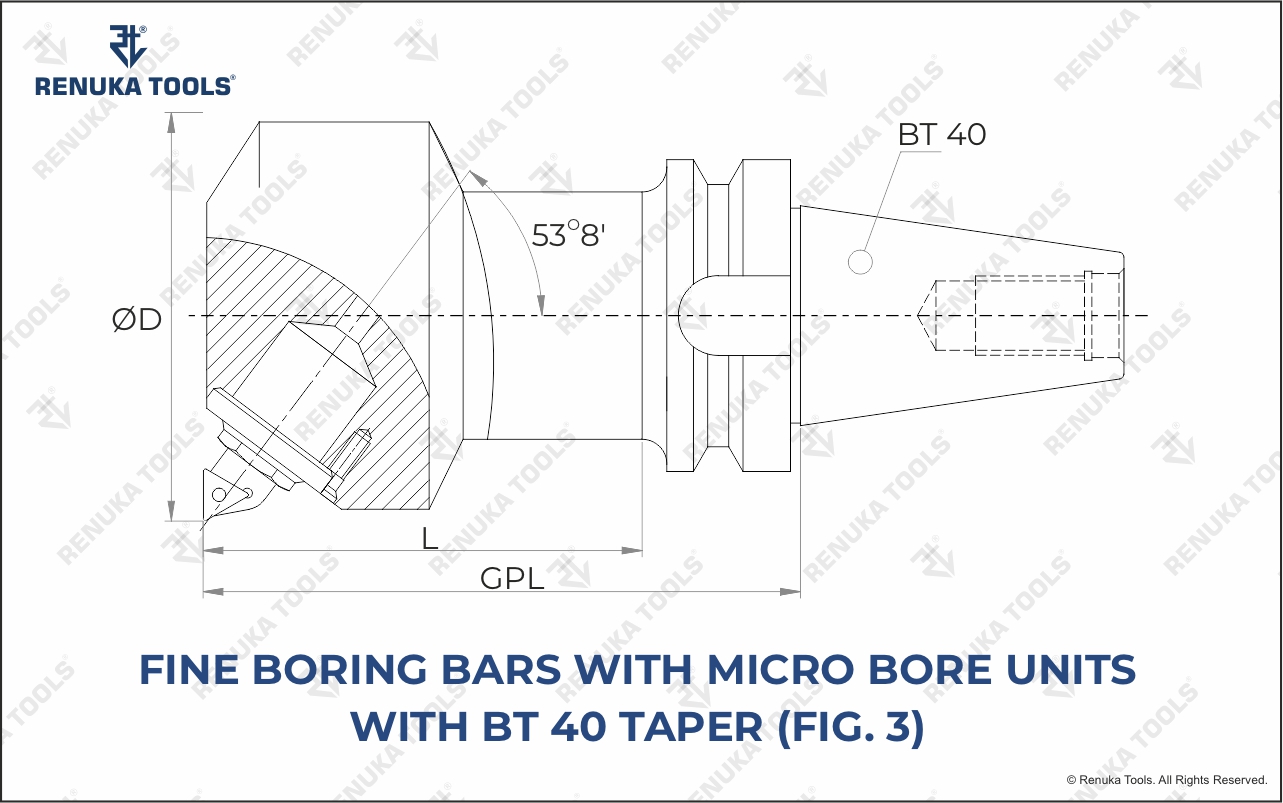 RENUKA TOOLS®
BT 40
53°8'
ØD
L
GPL
FINE BORING BARS WITH MICRO BORE UNITS
WITH BT 40 TAPER (FIG. 3)
© Renuka Tools. All Rights Reserved.